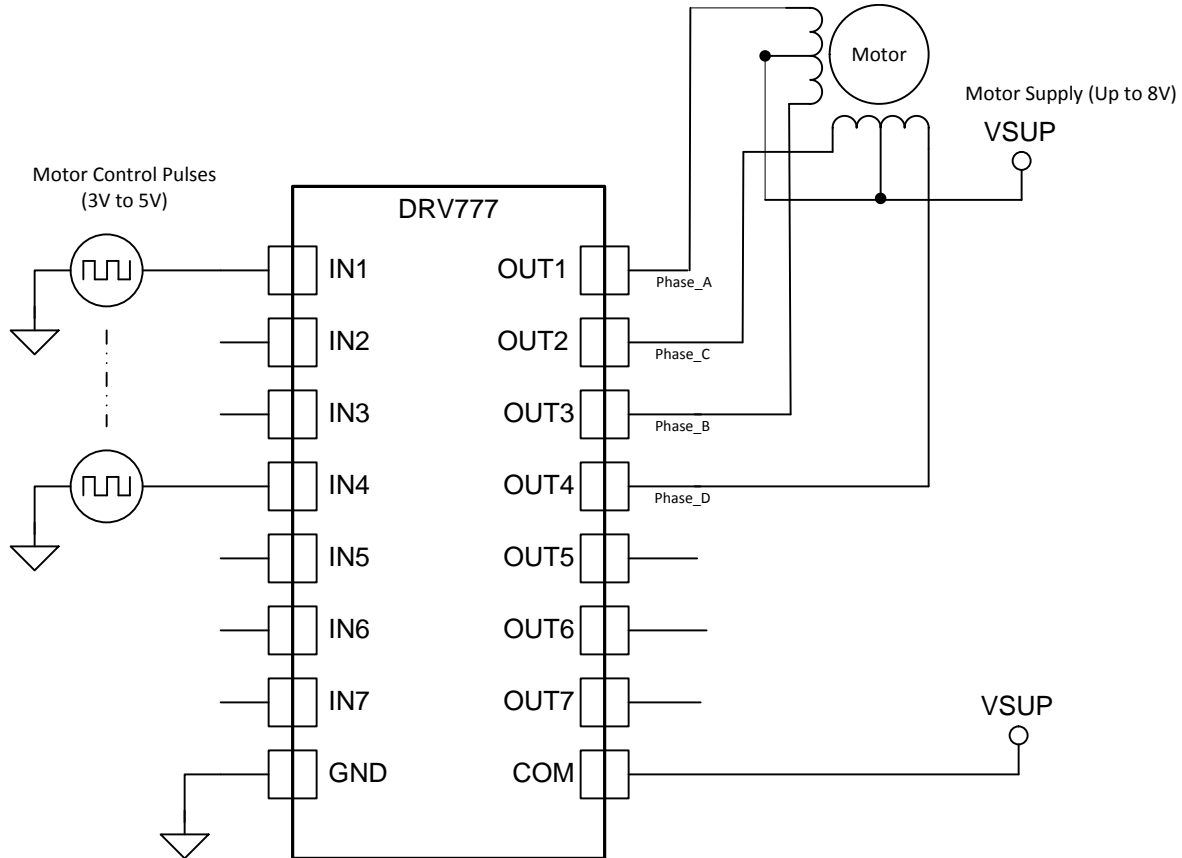 Motor
Motor Supply (Up to 8V)
VSUP
Motor Control Pulses
(3V to 5V)
DRV777
IN1
OUT1
Phase_A
IN2
OUT2
Phase_C
IN3
OUT3
Phase_B
IN4
OUT4
Phase_D
IN5
OUT5
IN6
OUT6
IN7
OUT7
VSUP
GND
COM